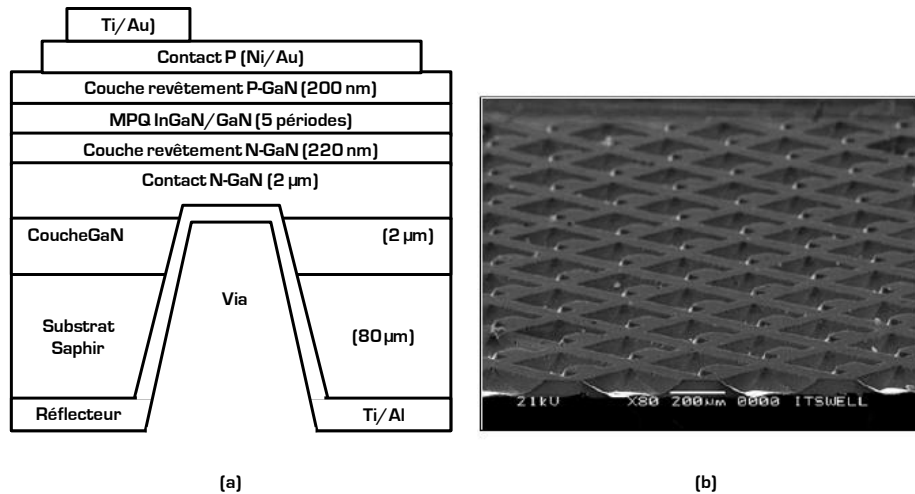 Ti/Au)
Contact P (Ni/Au)
Couche revêtement P-GaN (200 nm)
MPQ InGaN/GaN (5 périodes)
Couche revêtement N-GaN (220 nm)
Contact N-GaN (2 µm)
CoucheGaN
(2 µm)
Via
Substrat
Saphir
(80 µm)
Réflecteur
Ti/Al
(a)
21kV X80 200µm 0000 ITSWELL
(b)